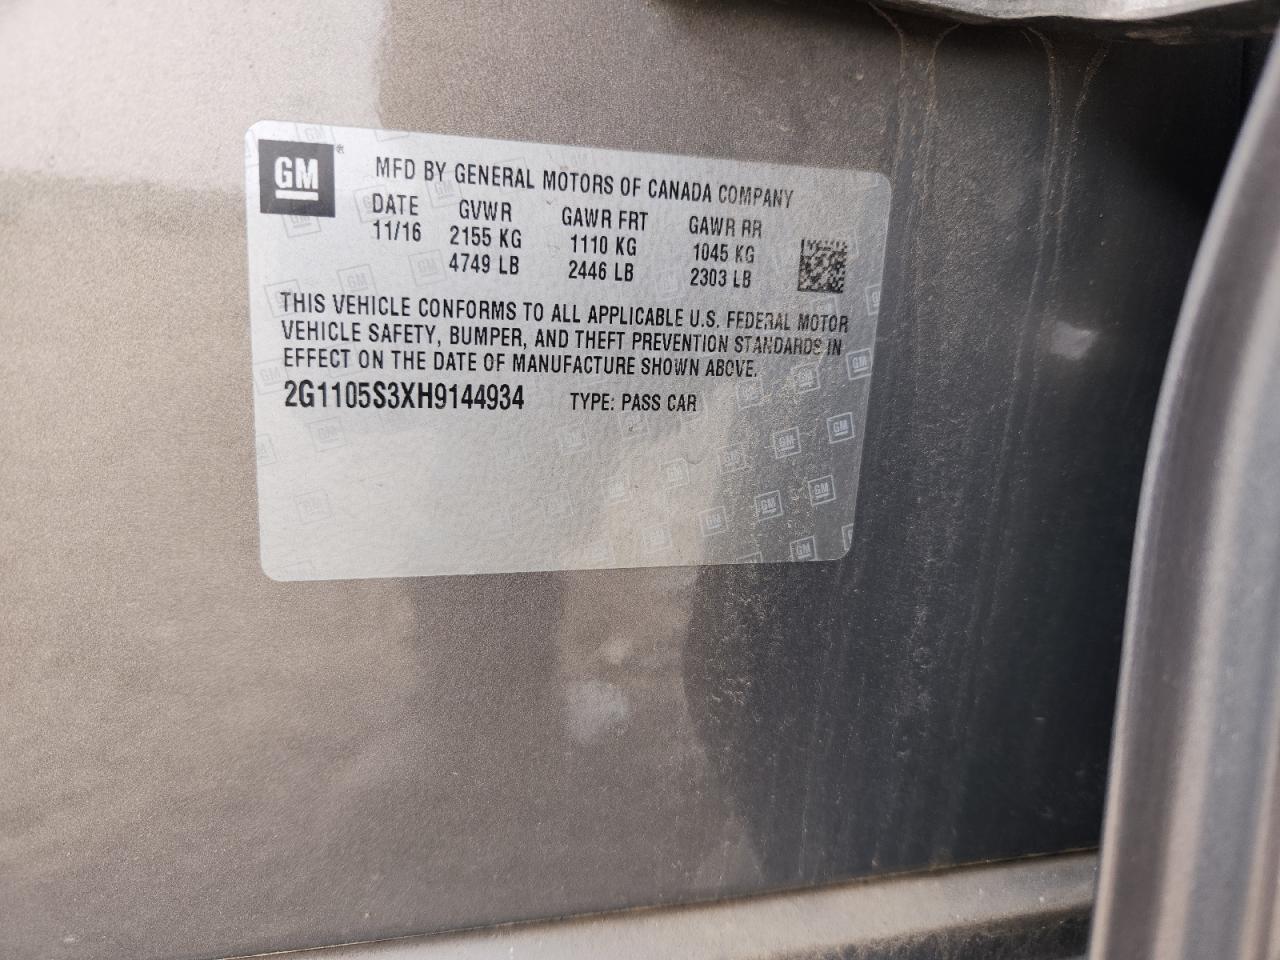 GM
MFD BY GENERAL MOTORS OF CANADA COMPANY
DATE GVWR GAWR FRT GAWR RR
11/16 2155 KG 1110 KG 1045 KG
4749 LB 2446 LB 2303 LB
THIS VEHICLE CONFORMS TO ALL APPLICABLE U.S. FEDERAL MOTOR
VEHICLE SAFETY, BUMPER, AND THEFT PREVENTION STANDARDS IN
EFFECT ON THE DATE OF MANUFACTURE SHOWN ABOVE.
2G1105S3XH9144934 TYPE: PASS CAR